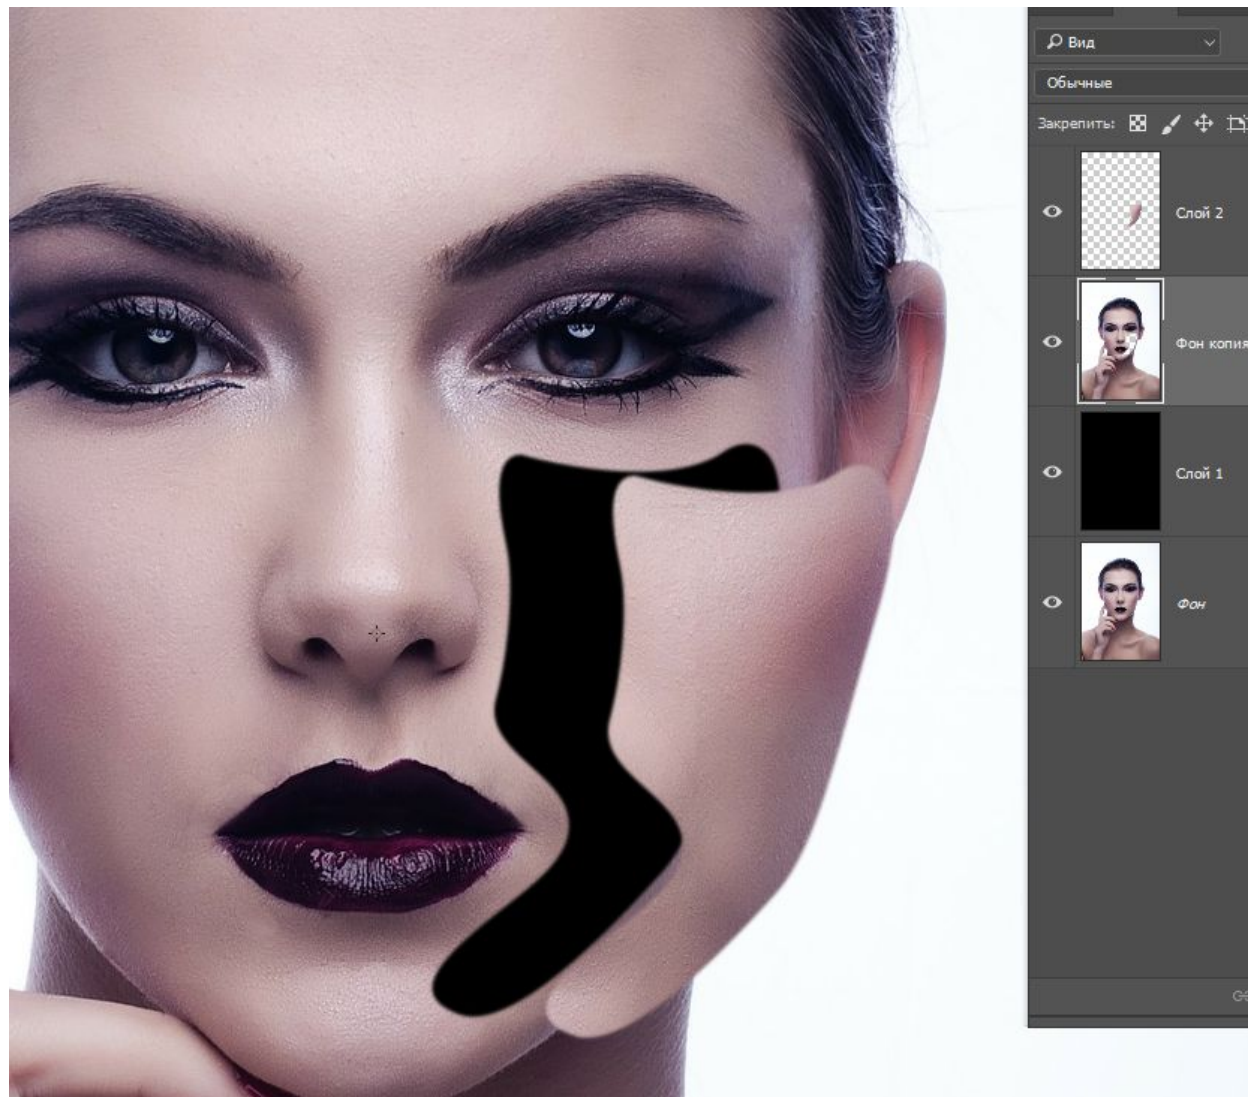 Вид
Обычные
Закрепить:
Слой 2
Фон копия
Слой 1
Фон